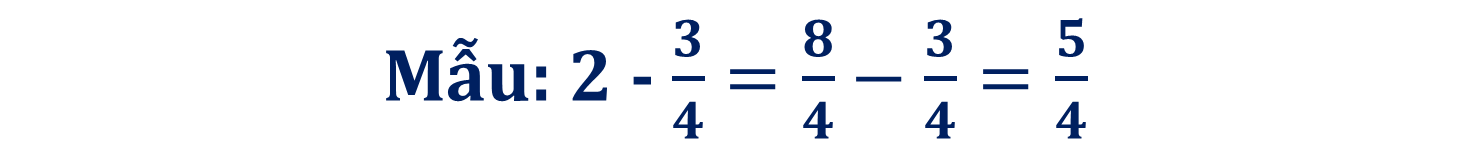 Mẫu: 2 - 3/4 = 8/4 − 3/4 = 5/4